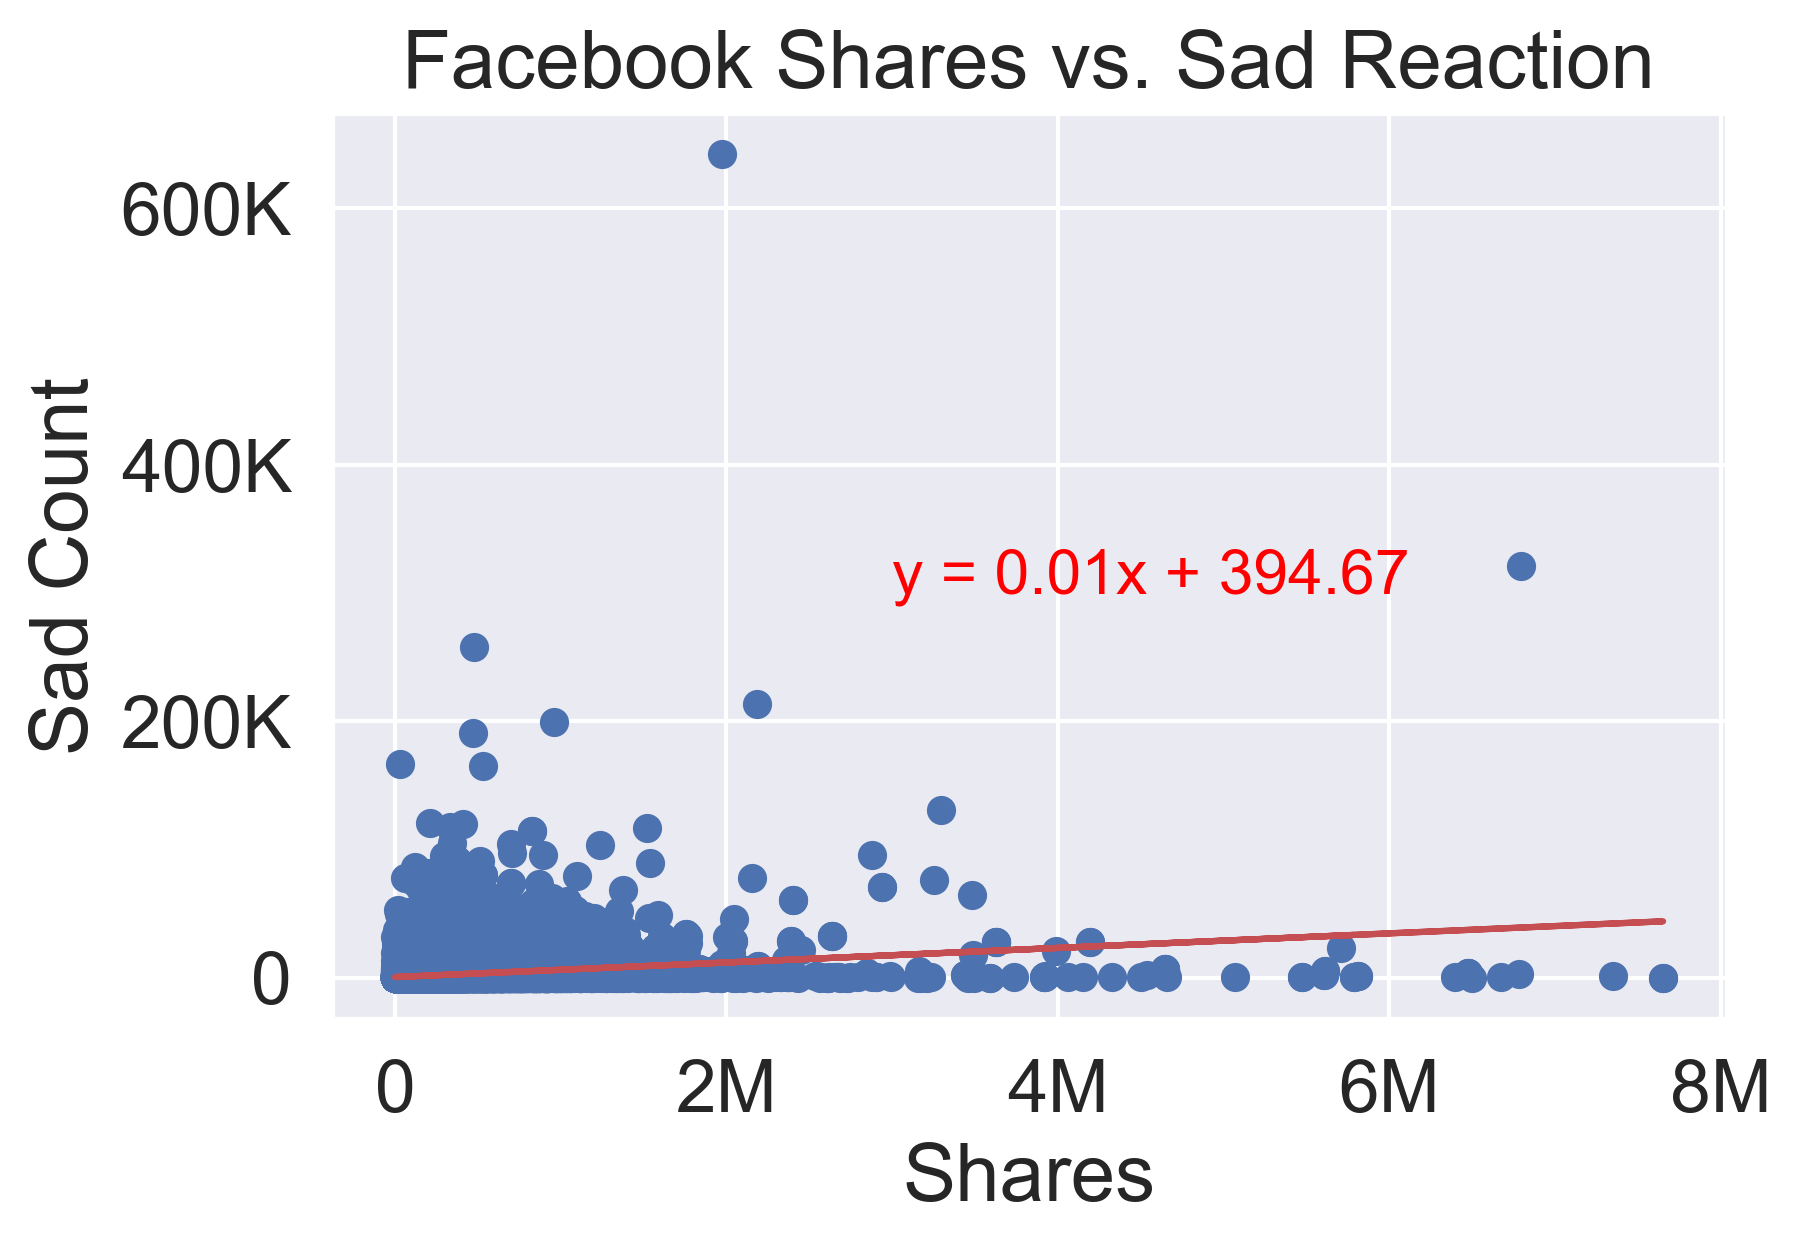 Facebook Shares vs. Sad Reaction
600K
400K
200K
0
Sad Count
y = 0.01x + 394.67
0 2M 4M 6M 8M
Shares